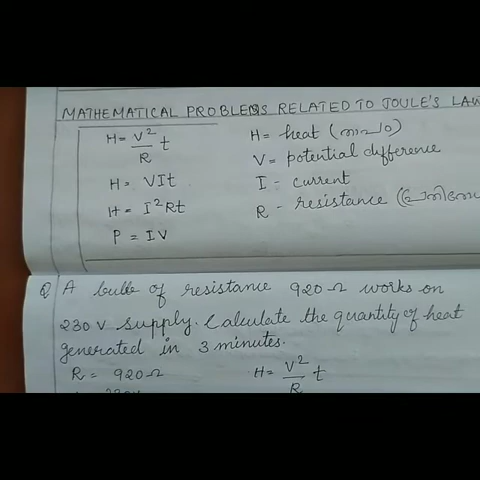 MATHEMATICAL PROBLEMS RELATED TO JOULE'S LAW
H = V²/R t
H = VIt
H = I²Rt
P = IV
H = heat (താപം)
V = potential difference
I - current
R - resistance
Q A bulb of resistance 920 Ω works on
230 V supply. Calculate the quantity of heat
generated in 3 minutes.
R = 920 Ω
H = V²/R t